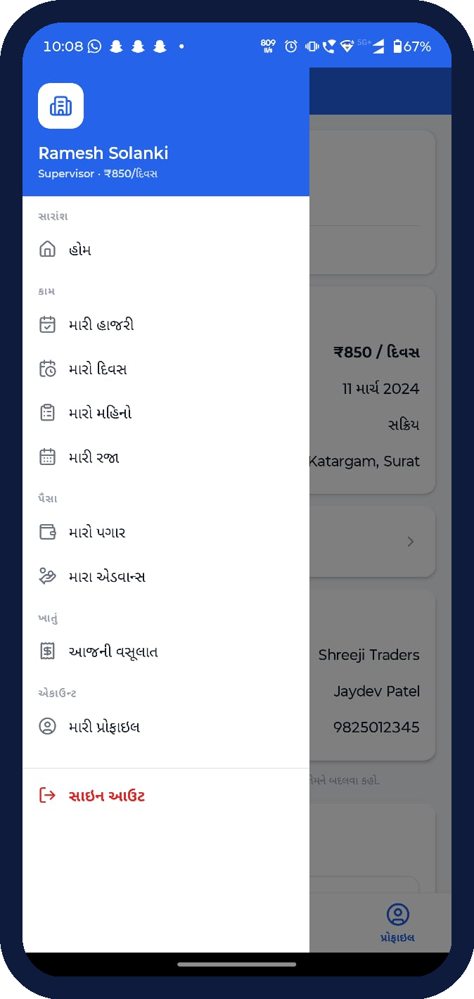 10:08
809 B/s
5G+
67%
Ramesh Solanki
Supervisor · ₹850/દિવસ
સારાંશ
હોમ
કામ
મારી હાજરી
મારો દિવસ
મારો મહિનો
મારી રજા
પૈસા
મારો પગાર
મારા એડવાન્સ
ખાતું
આજની વસૂલાત
એકાઉન્ટ
મારી પ્રોફાઇલ
સાઇન આઉટ
₹850 / દિવસ
11 માર્ચ 2024
સક્રિય
Katargam, Surat
Shreeji Traders
Jaydev Patel
9825012345
તેમને બદલવા કહો.
પ્રોફાઇલ